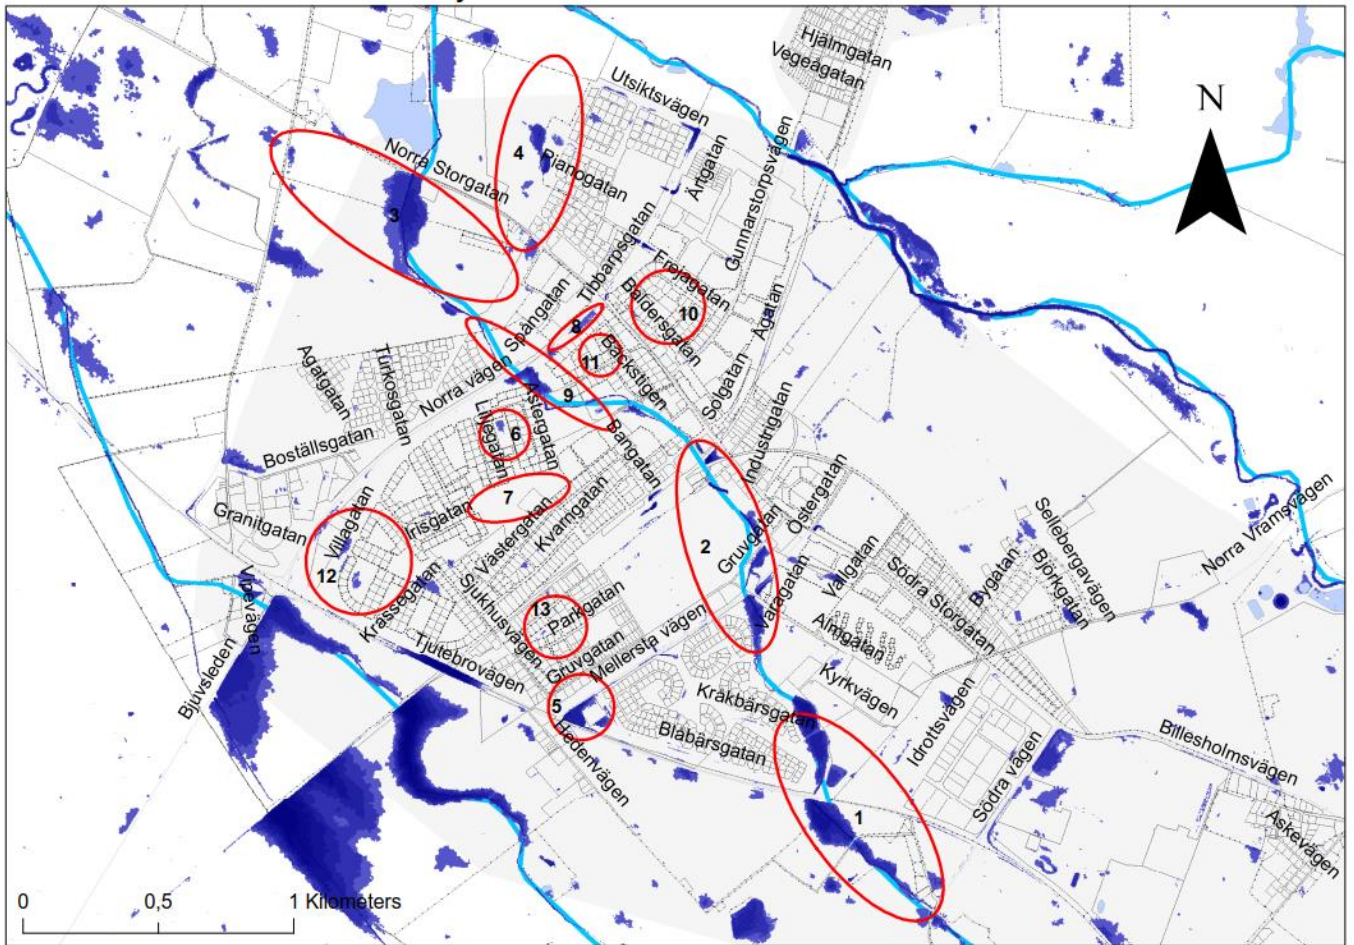 Hjälmgatan
Vegeågatan
Utsiktsvägen
N
Norra Storgatan
4
Pianogatan
Ärtgatan
Gunnarstorpsvägen
3
Tibbarpsgatan
Frejagatan
Baldersgatan
10
Spångatan
8
Ågatan
11
Backstigen
Agatgatan
Turkosgatan
Norra vägen
9
Solgatan
Astergatan
Liljegatan
6
Industrigatan
Boställsgatan
Bangatan
7
Granitgatan
Villagatan
Irisgatan
Västergatan
Kvarngatan
Östergatan
Gruvgatan
2
Sellebergavägen
Norra Vramsvägen
12
Vallgatan
Södra Storgatan
Bygatan
Björkgatan
Vipevägen
Krassegatan
Sjukhusvägen
13
Parkgatan
Varagatan
Almgatan
Gruvgatan
Mellersta vägen
Tjutebrovägen
Bjuvsleden
Kyrkvägen
5
Kråkbärsgatan
Idrottsvägen
Blåbärsgatan
Hedenvägen
Södra vägen
Billesholmsvägen
1
Askevägen
0 0,5 1 Kilometers